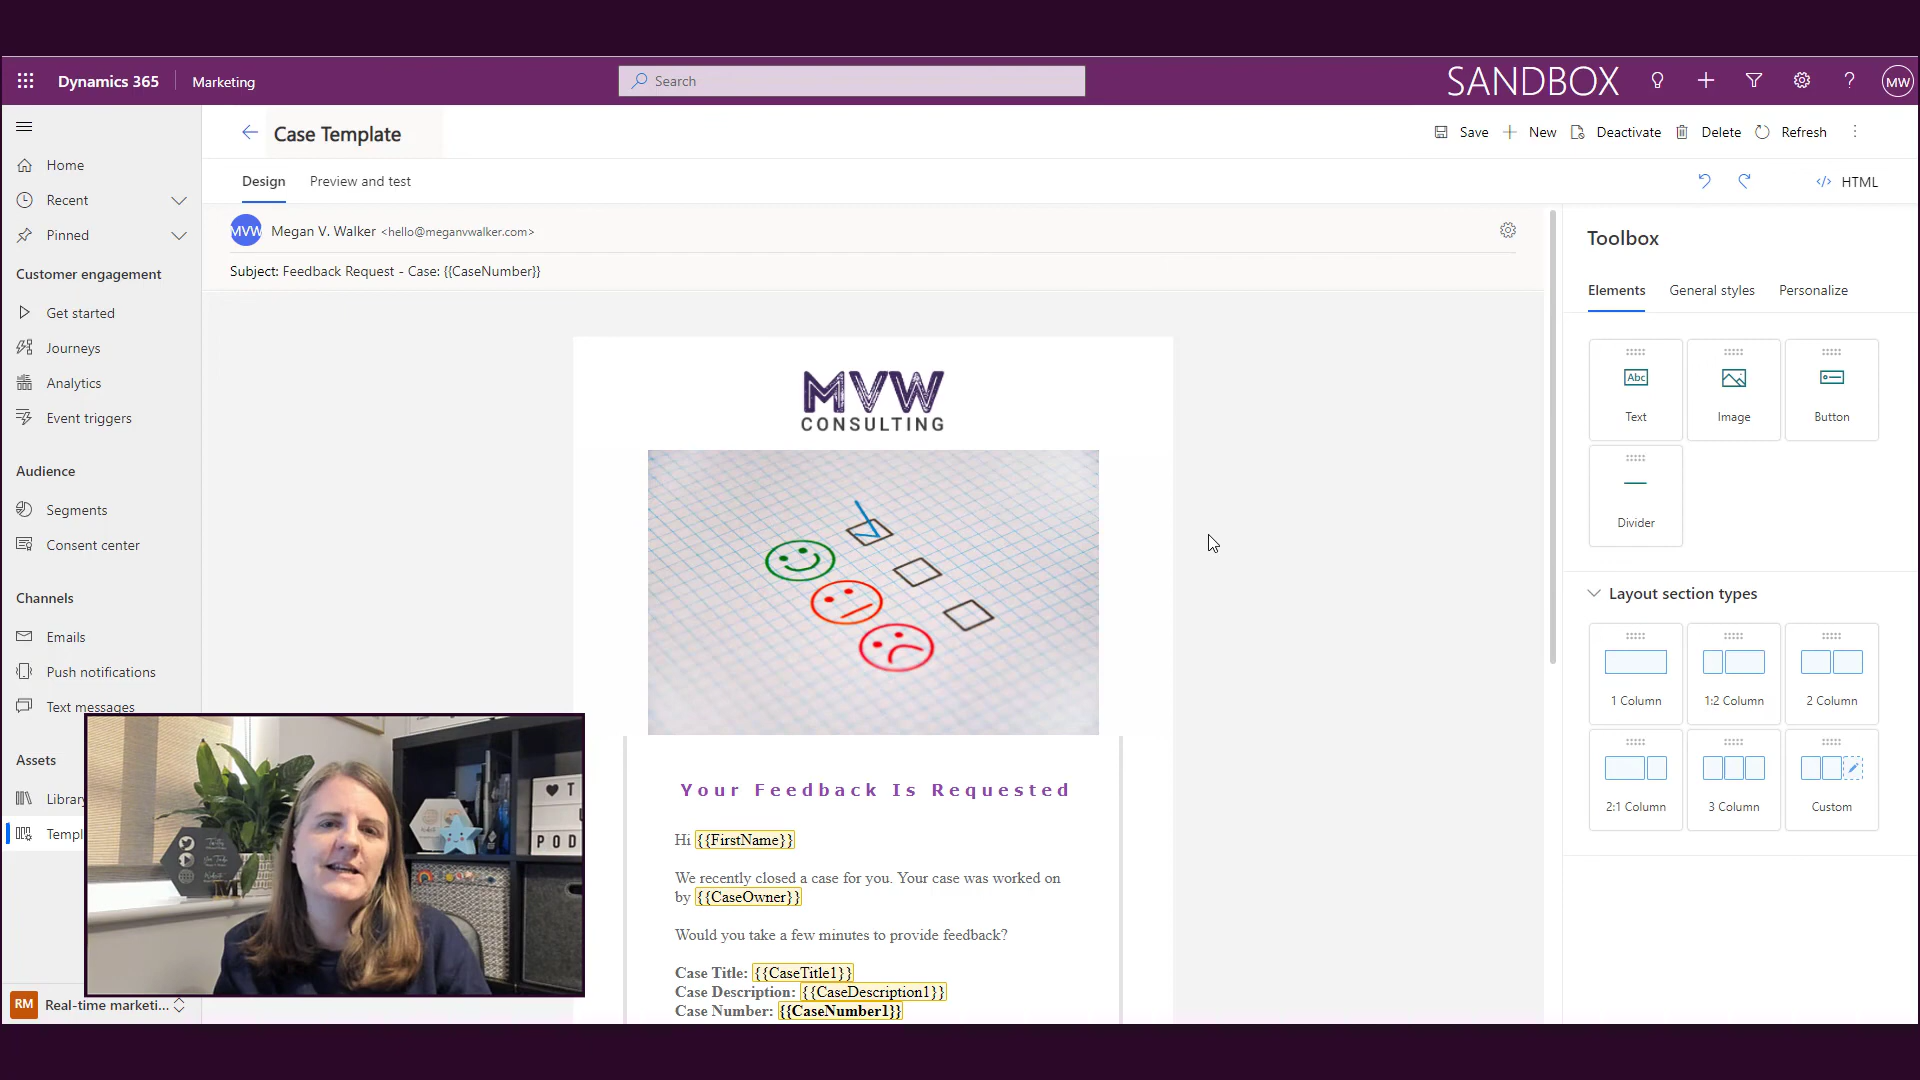 Dynamics 365 Marketing Search SANDBOX MW
Case Template Save New Deactivate Delete Refresh
Home
Recent
Pinned
Customer engagement
Get started
Journeys
Analytics
Event triggers
Audience
Segments
Consent center
Channels
Emails
Push notifications
Text messages
Assets
Library
Templ
RM Real-time marketi...
Design Preview and test HTML
MVW Megan V. Walker <hello@meganvwalker.com>
Subject: Feedback Request - Case: {{CaseNumber}}
MVW
CONSULTING
Your Feedback Is Requested
Hi {{FirstName}}
We recently closed a case for you. Your case was worked on
by {{CaseOwner}}
Would you take a few minutes to provide feedback?
Case Title: {{CaseTitle1}}
Case Description: {{CaseDescription1}}
Case Number: {{CaseNumber1}}
Toolbox
Elements General styles Personalize
Abc
Text Image Button
Divider
Layout section types
1 Column 1:2 Column 2 Column
2:1 Column 3 Column Custom
T
U
POD